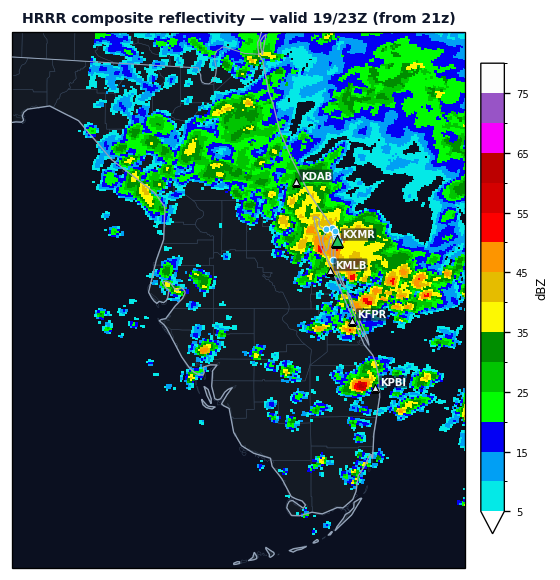 HRRR composite reflectivity — valid 19/23Z (from 21z)
KDAB
KXMR
KMLB
KFPR
KPBI
75
65
55
45
35
25
15
5
dBZ